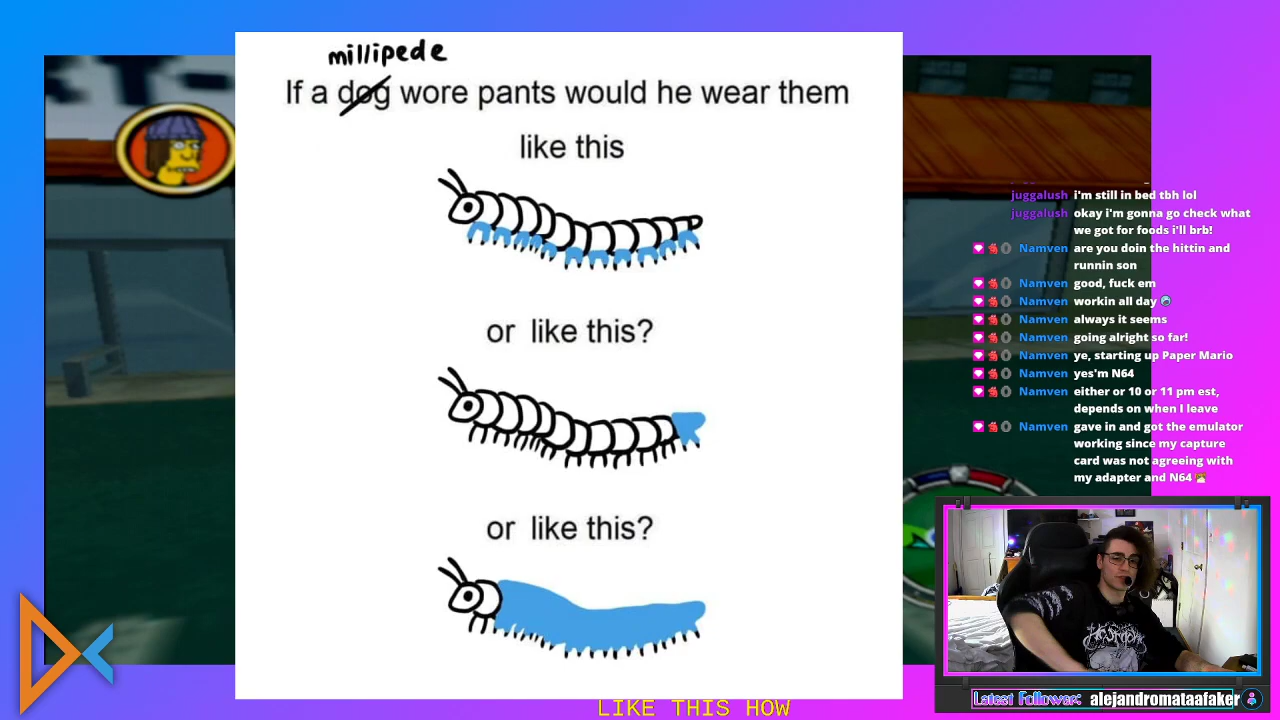 millipede
If a dog wore pants would he wear them
like this
or like this?
or like this?
juggalush i'm still in bed tbh lol
juggalush okay i'm gonna go check what
we got for foods i'll brb!
Namven are you doin the hittin and
runnin son
Namven good, fuck em
Namven workin all day
Namven always it seems
Namven going alright so far!
Namven ye, starting up Paper Mario
Namven yes'm N64
Namven either or 10 or 11 pm est,
depends on when I leave
Namven gave in and got the emulator
working since my capture
card was not agreeing with
my adapter and N64
Latest Follower: alejandromataafaker
LIKE THIS HOW